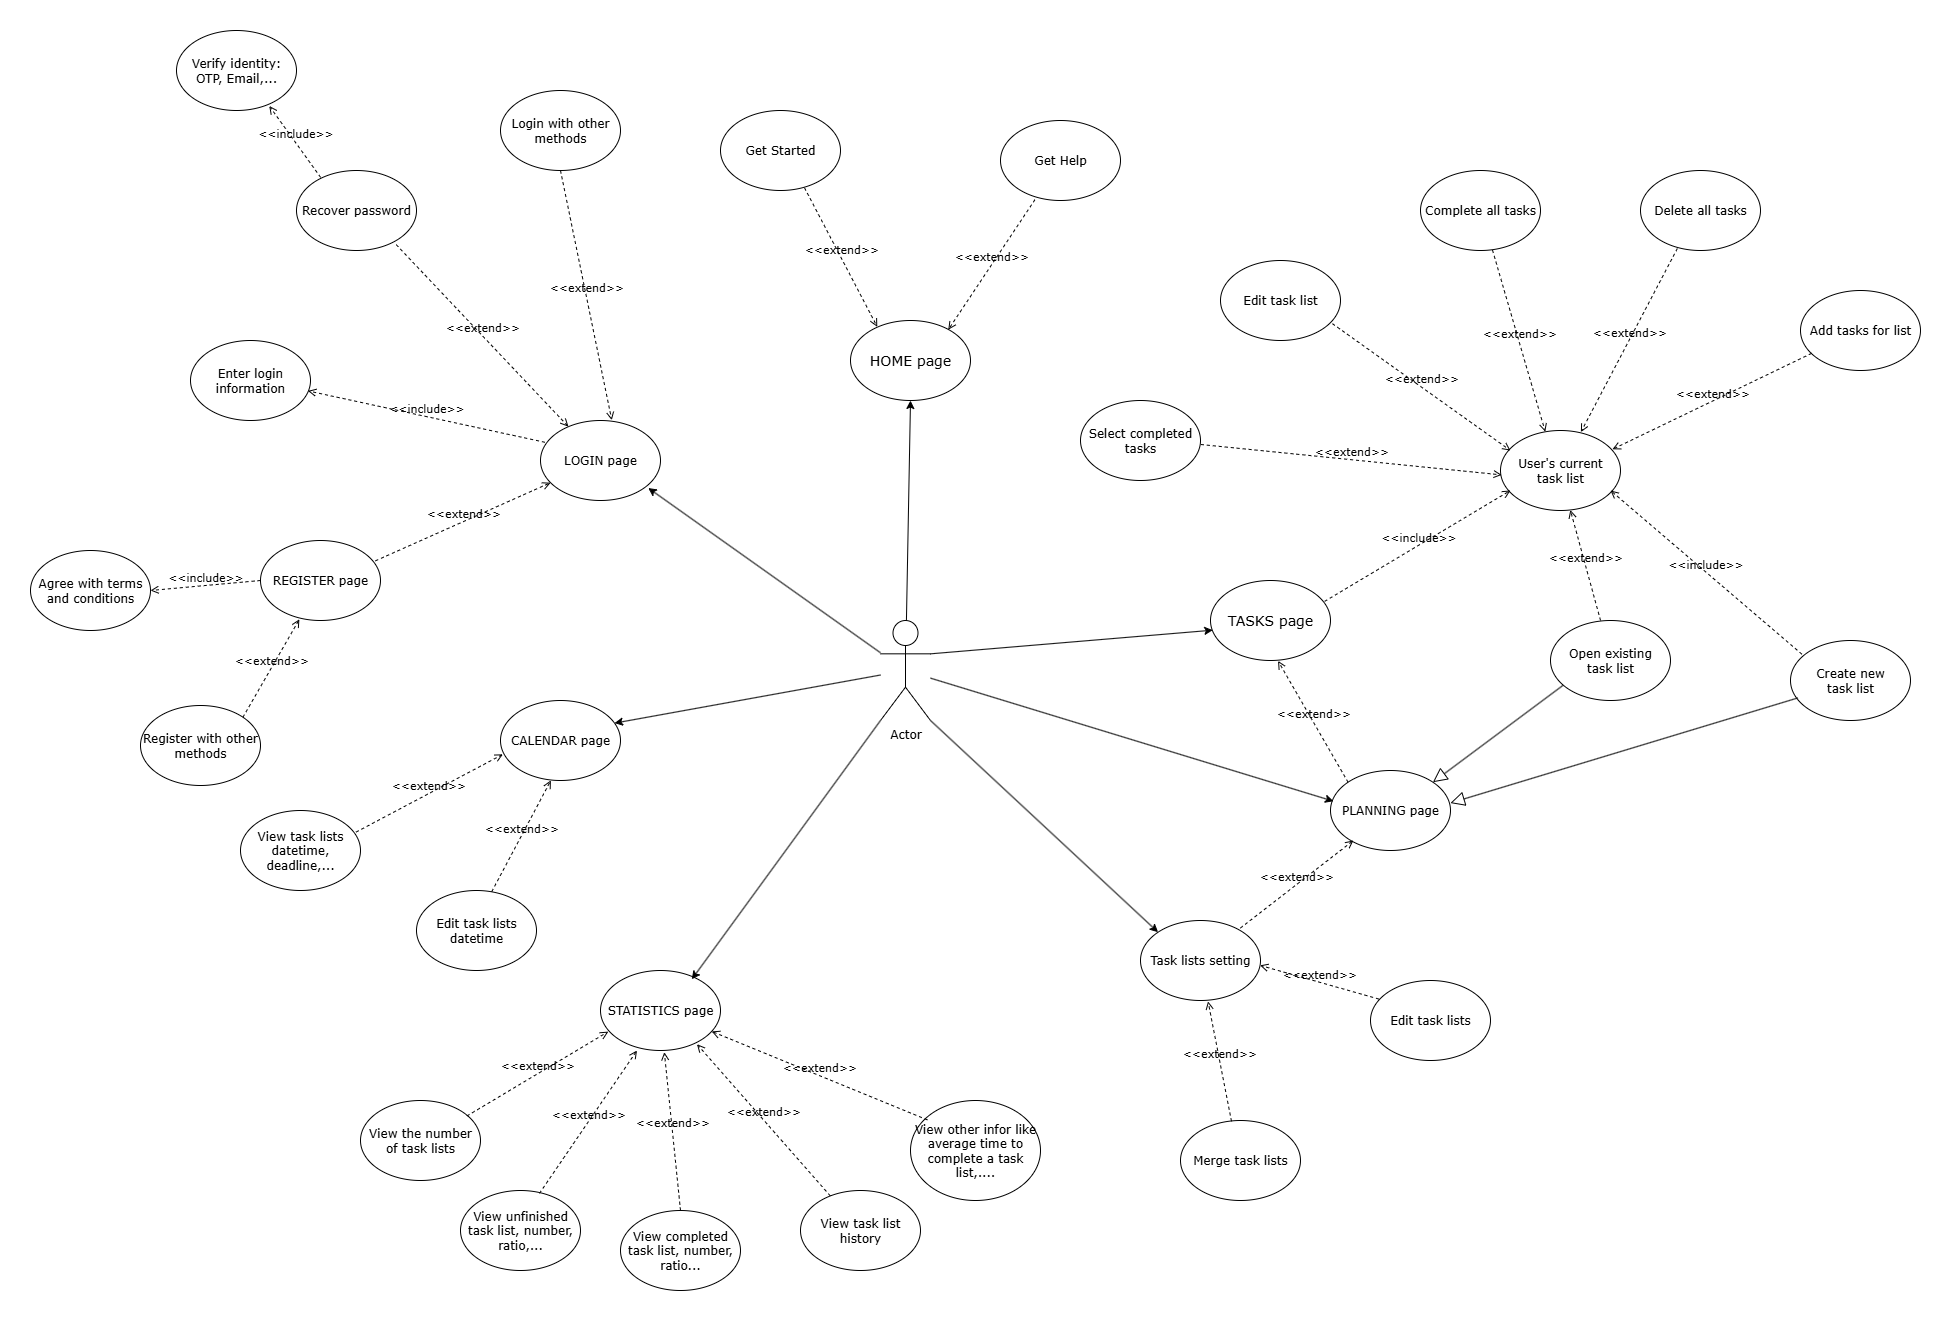 Verify identity:
OTP, Email,...
<<include>>
Login with other
methods
Get Started
Get Help
Recover password
Complete all tasks
Delete all tasks
<<extend>>
<<extend>>
<<extend>>
Edit task list
Add tasks for list
<<extend>>
<<extend>>
<<extend>>
Enter login
information
HOME page
<<extend>>
<<extend>>
<<include>>
Select completed
tasks
<<extend>>
LOGIN page
User's current
task list
<<extend>>
<<include>>
<<extend>>
<<include>>
Agree with terms
and conditions
<<include>>
REGISTER page
TASKS page
<<extend>>
Open existing
task list
Create new
task list
Register with other
methods
CALENDAR page
Actor
<<extend>>
<<extend>>
PLANNING page
View task lists
datetime,
deadline,...
<<extend>>
<<extend>>
Edit task lists
datetime
Task lists setting
<<extend>>
STATISTICS page
Edit task lists
<<extend>>
<<extend>>
<<extend>>
<<extend>>
<<extend>>
<<extend>>
View the number
of task lists
View other infor like
average time to
complete a task
list,....
Merge task lists
View unfinished
task list, number,
ratio,...
View completed
task list, number,
ratio...
View task list
history